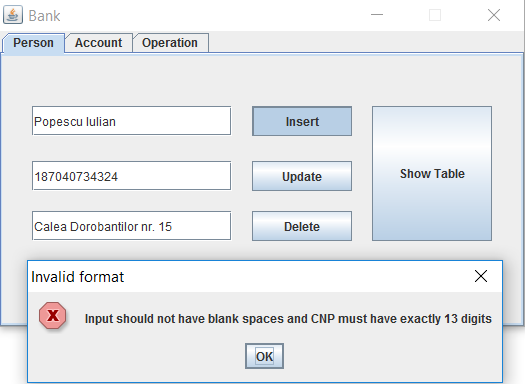 Bank
Person Account Operation
Popescu Iulian Insert
187040734324 Update Show Table
Calea Dorobantilor nr. 15 Delete
Invalid format
Input should not have blank spaces and CNP must have exactly 13 digits
OK